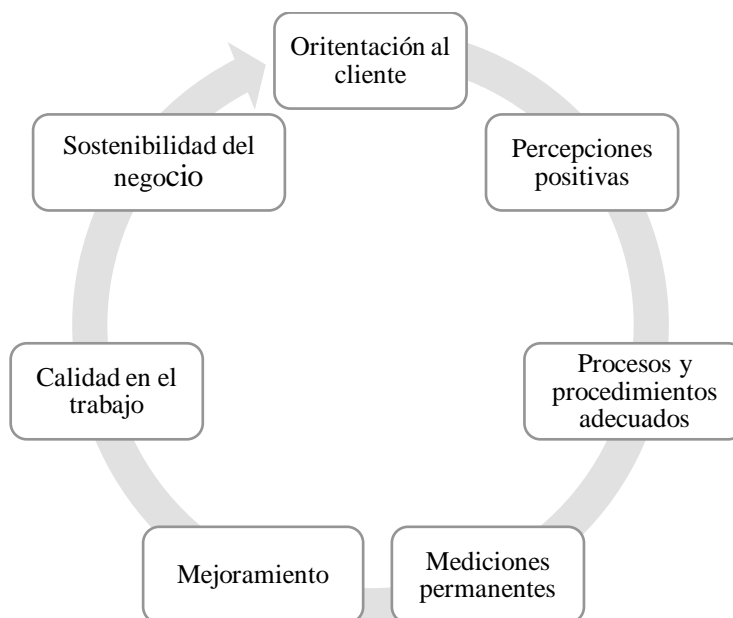 Oritentación al
cliente
Percepciones
positivas
Procesos y
procedimientos
adecuados
Mediciones
permanentes
Mejoramiento
Calidad en el
trabajo
Sostenibilidad del
negocio